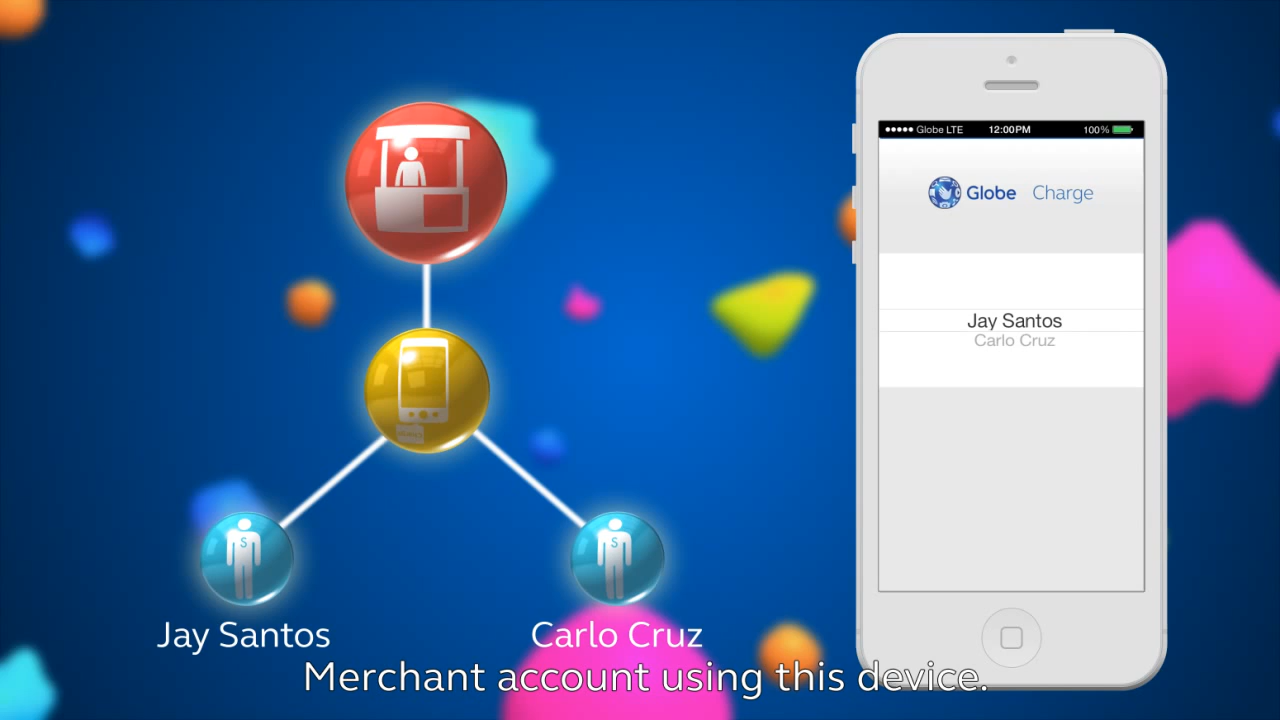 Globe LTE 12:00PM 100%
Globe Charge
Jay Santos
Carlo Cruz
S S
Jay Santos Carlo Cruz
Merchant account using this device.